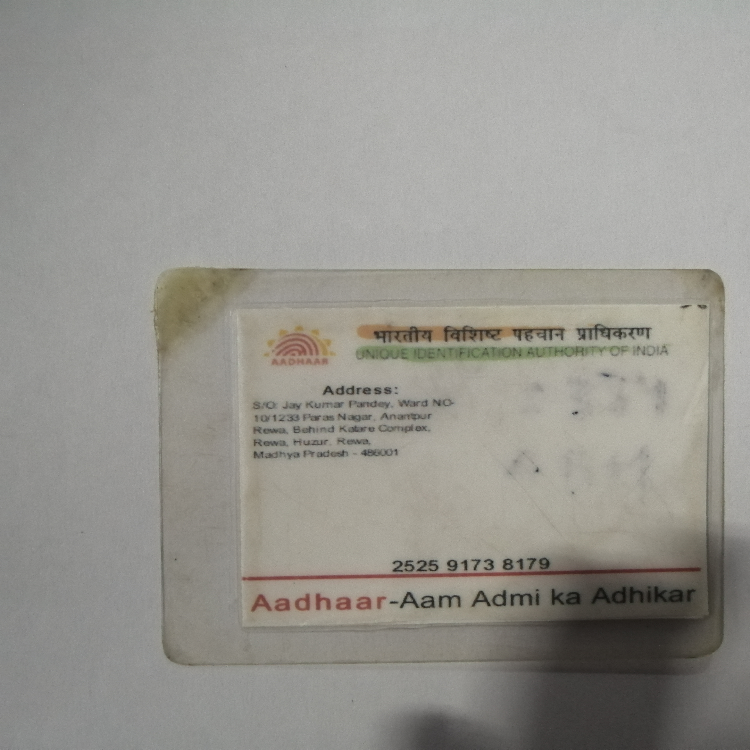 भारतीय विशिष्ट पहचान प्राधिकरण
AADHAAR
UNIQUE IDENTIFICATION AUTHORITY OF INDIA
Address:
S/O: Jay Kumar Pandey, Ward NO-
10/1233 Paras Nagar, Anantpur
Rewa, Behind Kalare Complex,
Rewa, Huzur, Rewa,
Madhya Pradesh - 486001
2525 9173 8179
Aadhaar-Aam Admi ka Adhikar